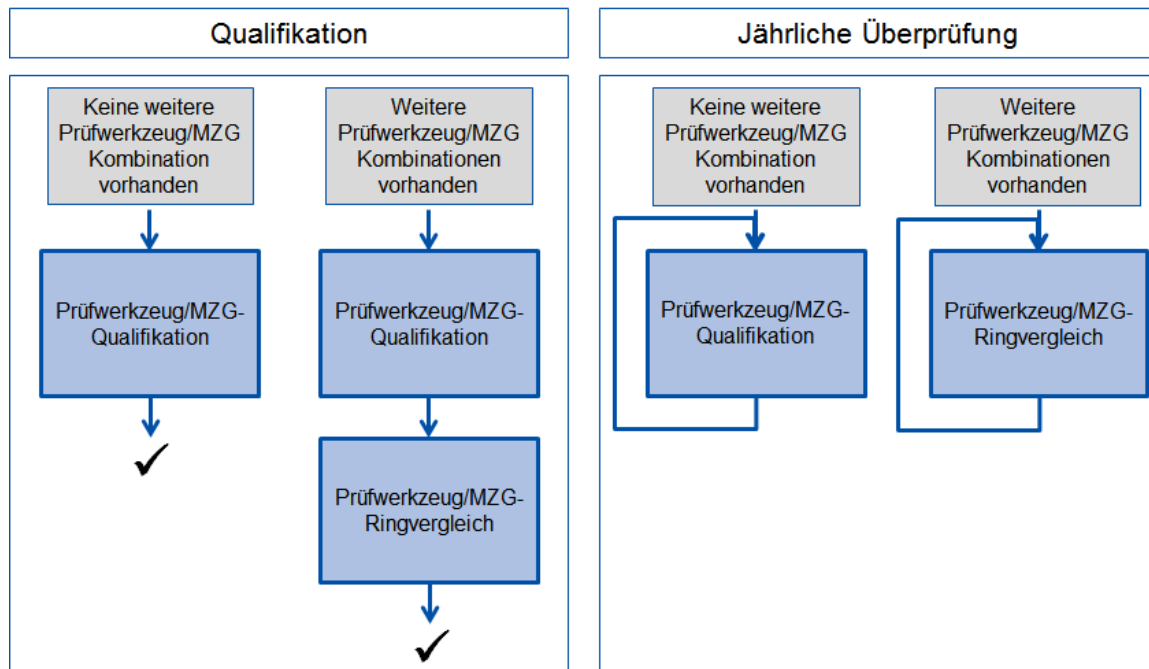 Qualifikation
Jährliche Überprüfung
Keine weitere
Prüfwerkzeug/MZG
Kombination
vorhanden
Weitere
Prüfwerkzeug/MZG
Kombinationen
vorhanden
Keine weitere
Prüfwerkzeug/MZG
Kombination
vorhanden
Weitere
Prüfwerkzeug/MZG
Kombinationen
vorhanden
Prüfwerkzeug/MZG-
Qualifikation
Prüfwerkzeug/MZG-
Qualifikation
Prüfwerkzeug/MZG-
Qualifikation
Prüfwerkzeug/MZG-
Ringvergleich
Prüfwerkzeug/MZG-
Ringvergleich